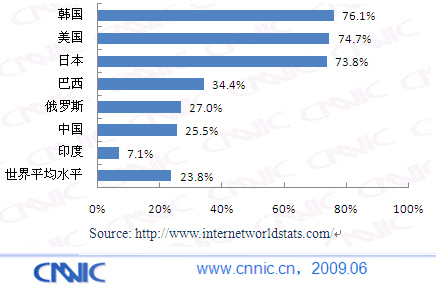 韩国 76.1%
美国 74.7%
日本 73.8%
巴西 34.4%
俄罗斯 27.0%
中国 25.5%
印度 7.1%
世界平均水平 23.8%
0% 20% 40% 60% 80% 100%
Source: http://www.internetworldstats.com/↵
CNNIC www.cnnic.cn，2009.06